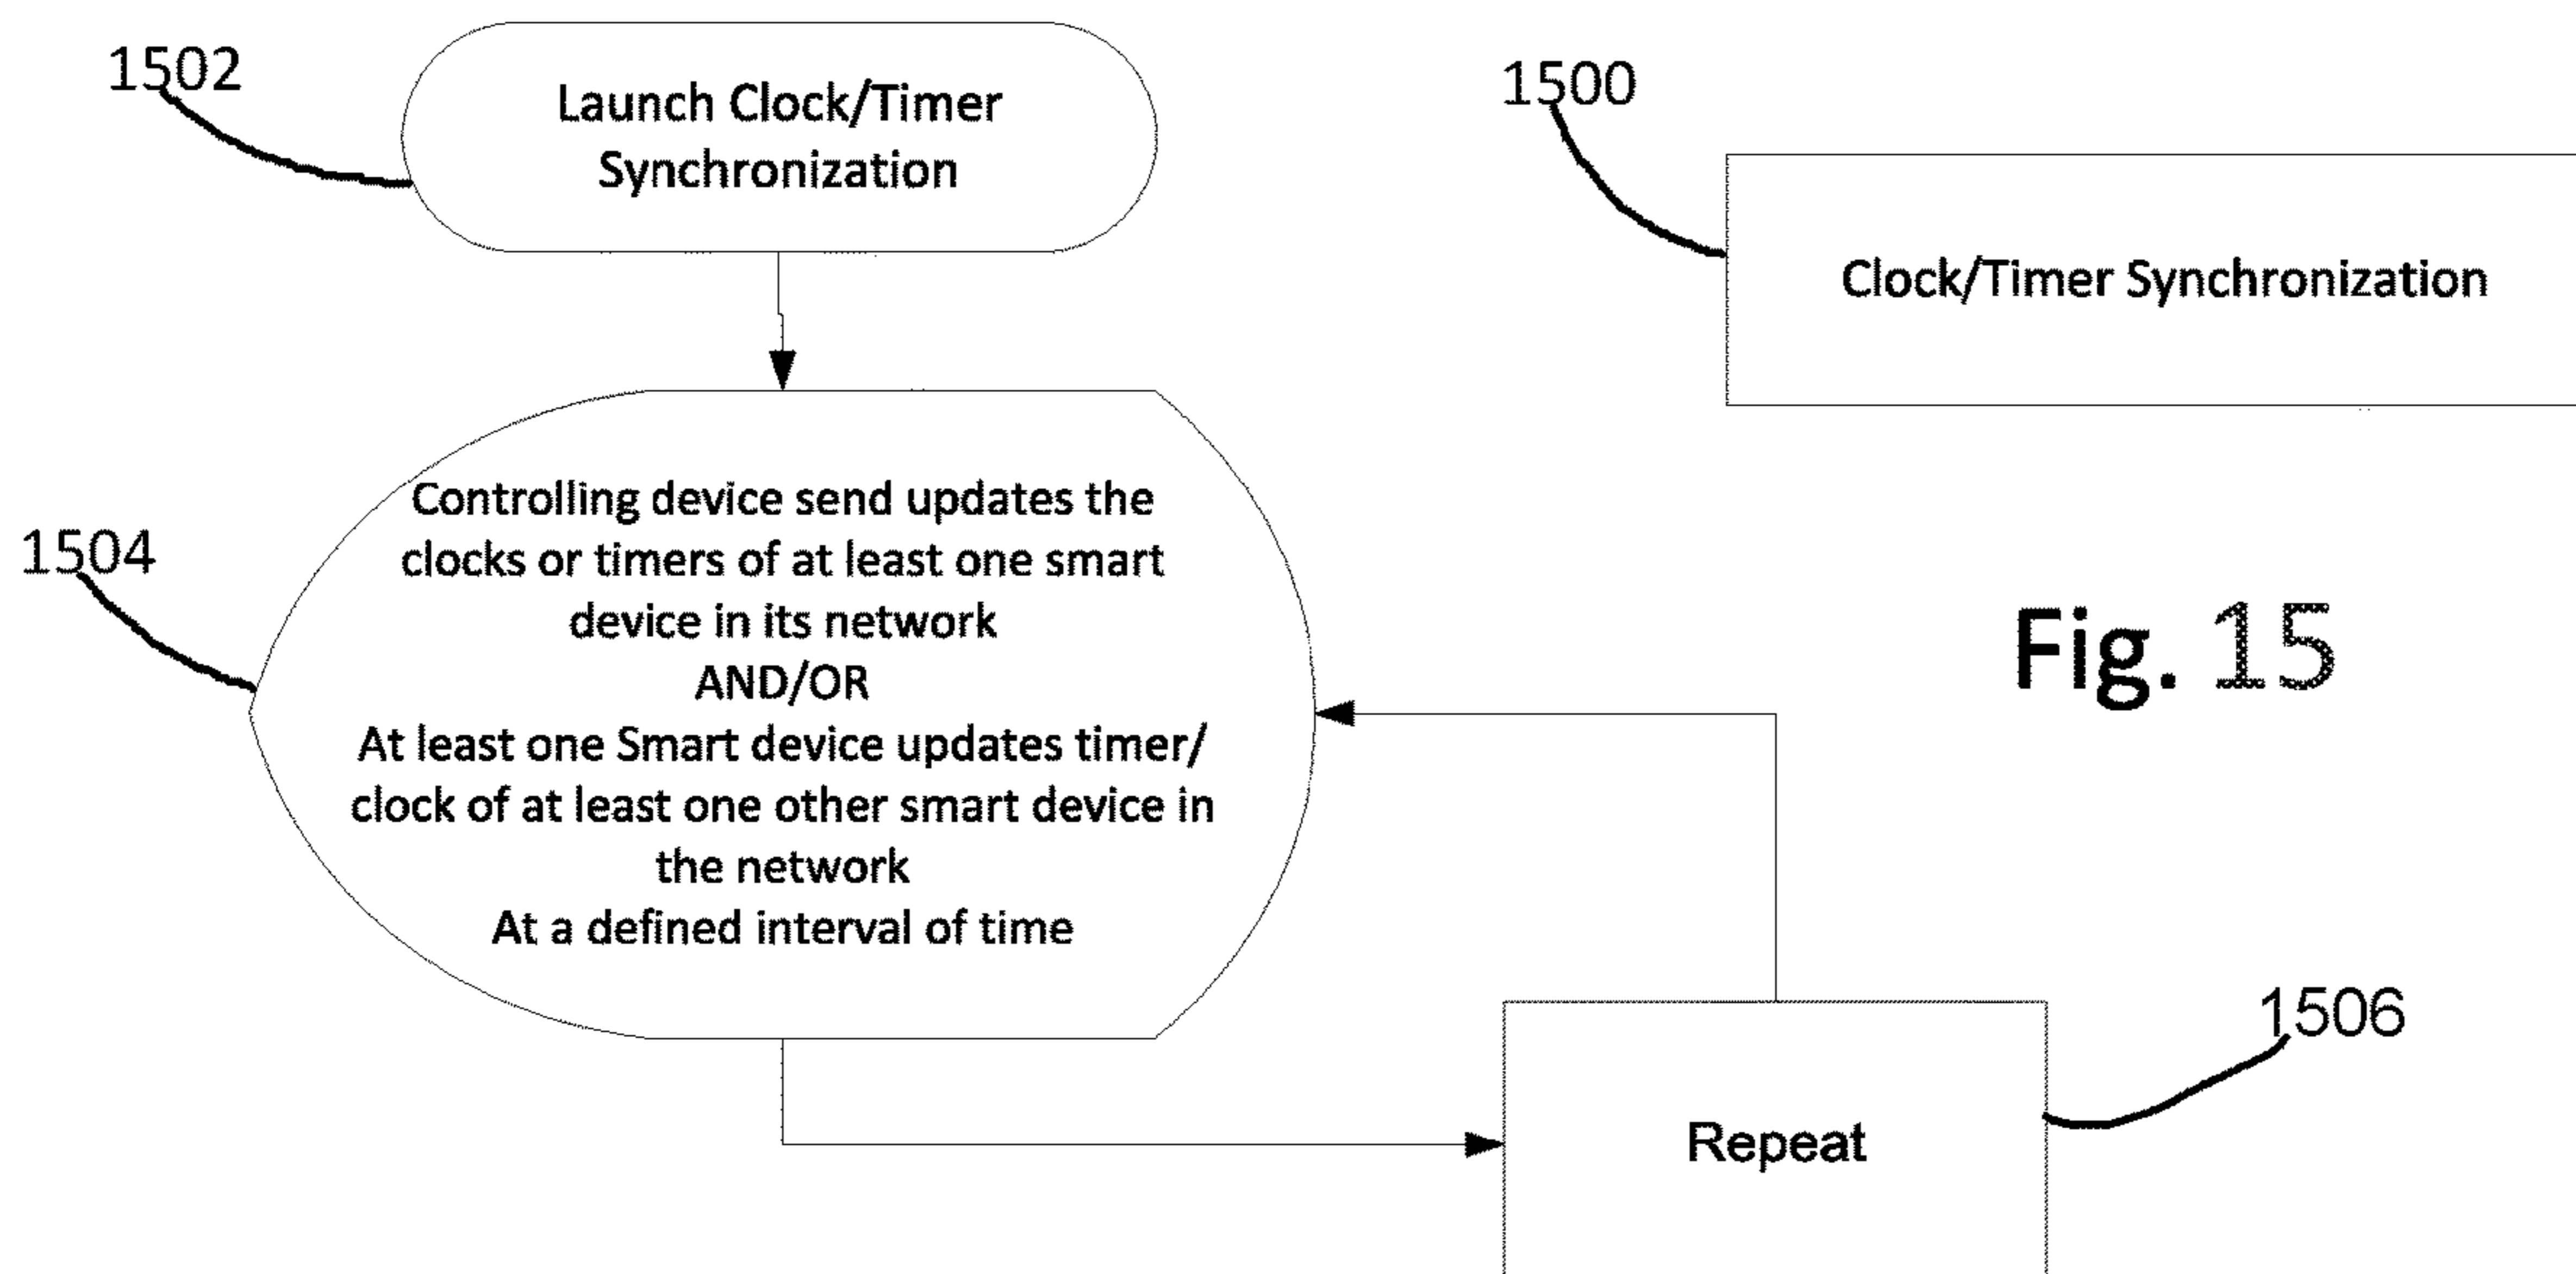 1502
Launch Clock/Timer
Synchronization
1500
Clock/Timer Synchronization
1504
Controlling device send updates the
clocks or timers of at least one smart
device in its network
AND/OR
At least one Smart device updates timer/
clock of at least one other smart device in
the network
At a defined interval of time
Fig. 15
1506
Repeat